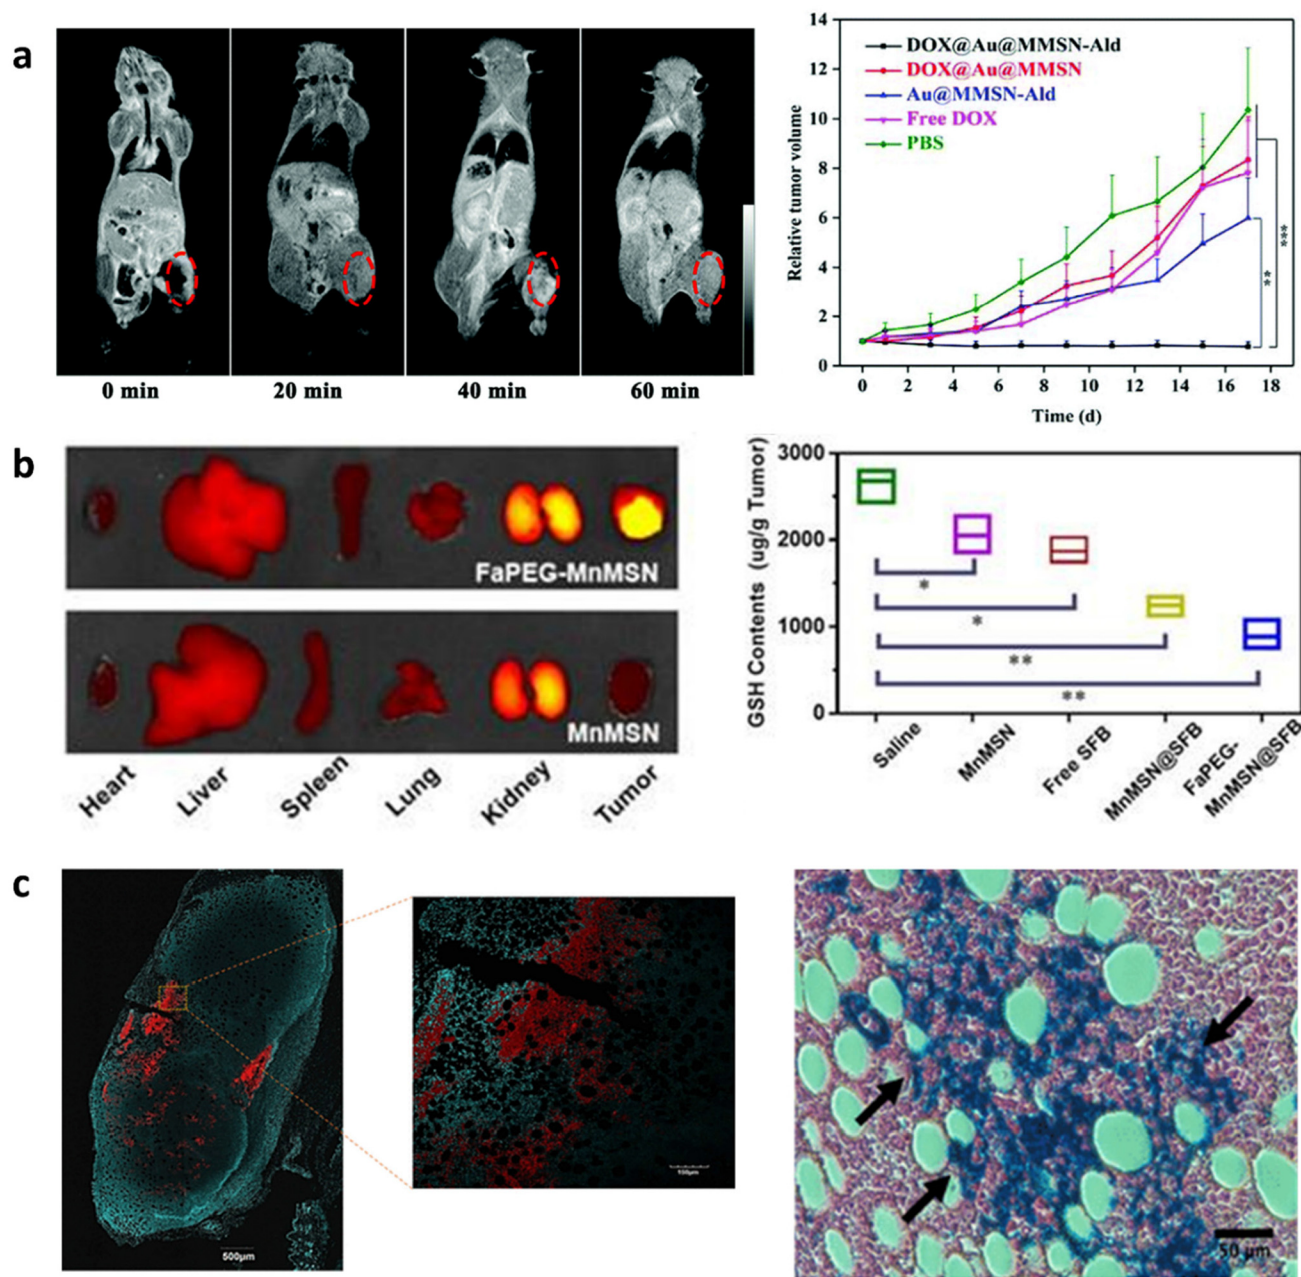 a
0 min
20 min
40 min
60 min
14
12
10
8
6
4
2
0
Relative tumor volume
DOX@Au@MMSN-Ald
DOX@Au@MMSN
Au@MMSN-Ald
Free DOX
PBS
***
**
0 2 4 6 8 10 12 14 16 18
Time (d)
b
FaPEG-MnMSN
MnMSN
Heart
Liver
Spleen
Lung
Kidney
Tumor
GSH Contents (ug/g Tumor)
3000
2000
1000
0
*
*
**
**
Saline
MnMSN
Free SFB
MnMSN@SFB
FaPEG-
MnMSN@SFB
c
500µm
100µm
50 µm